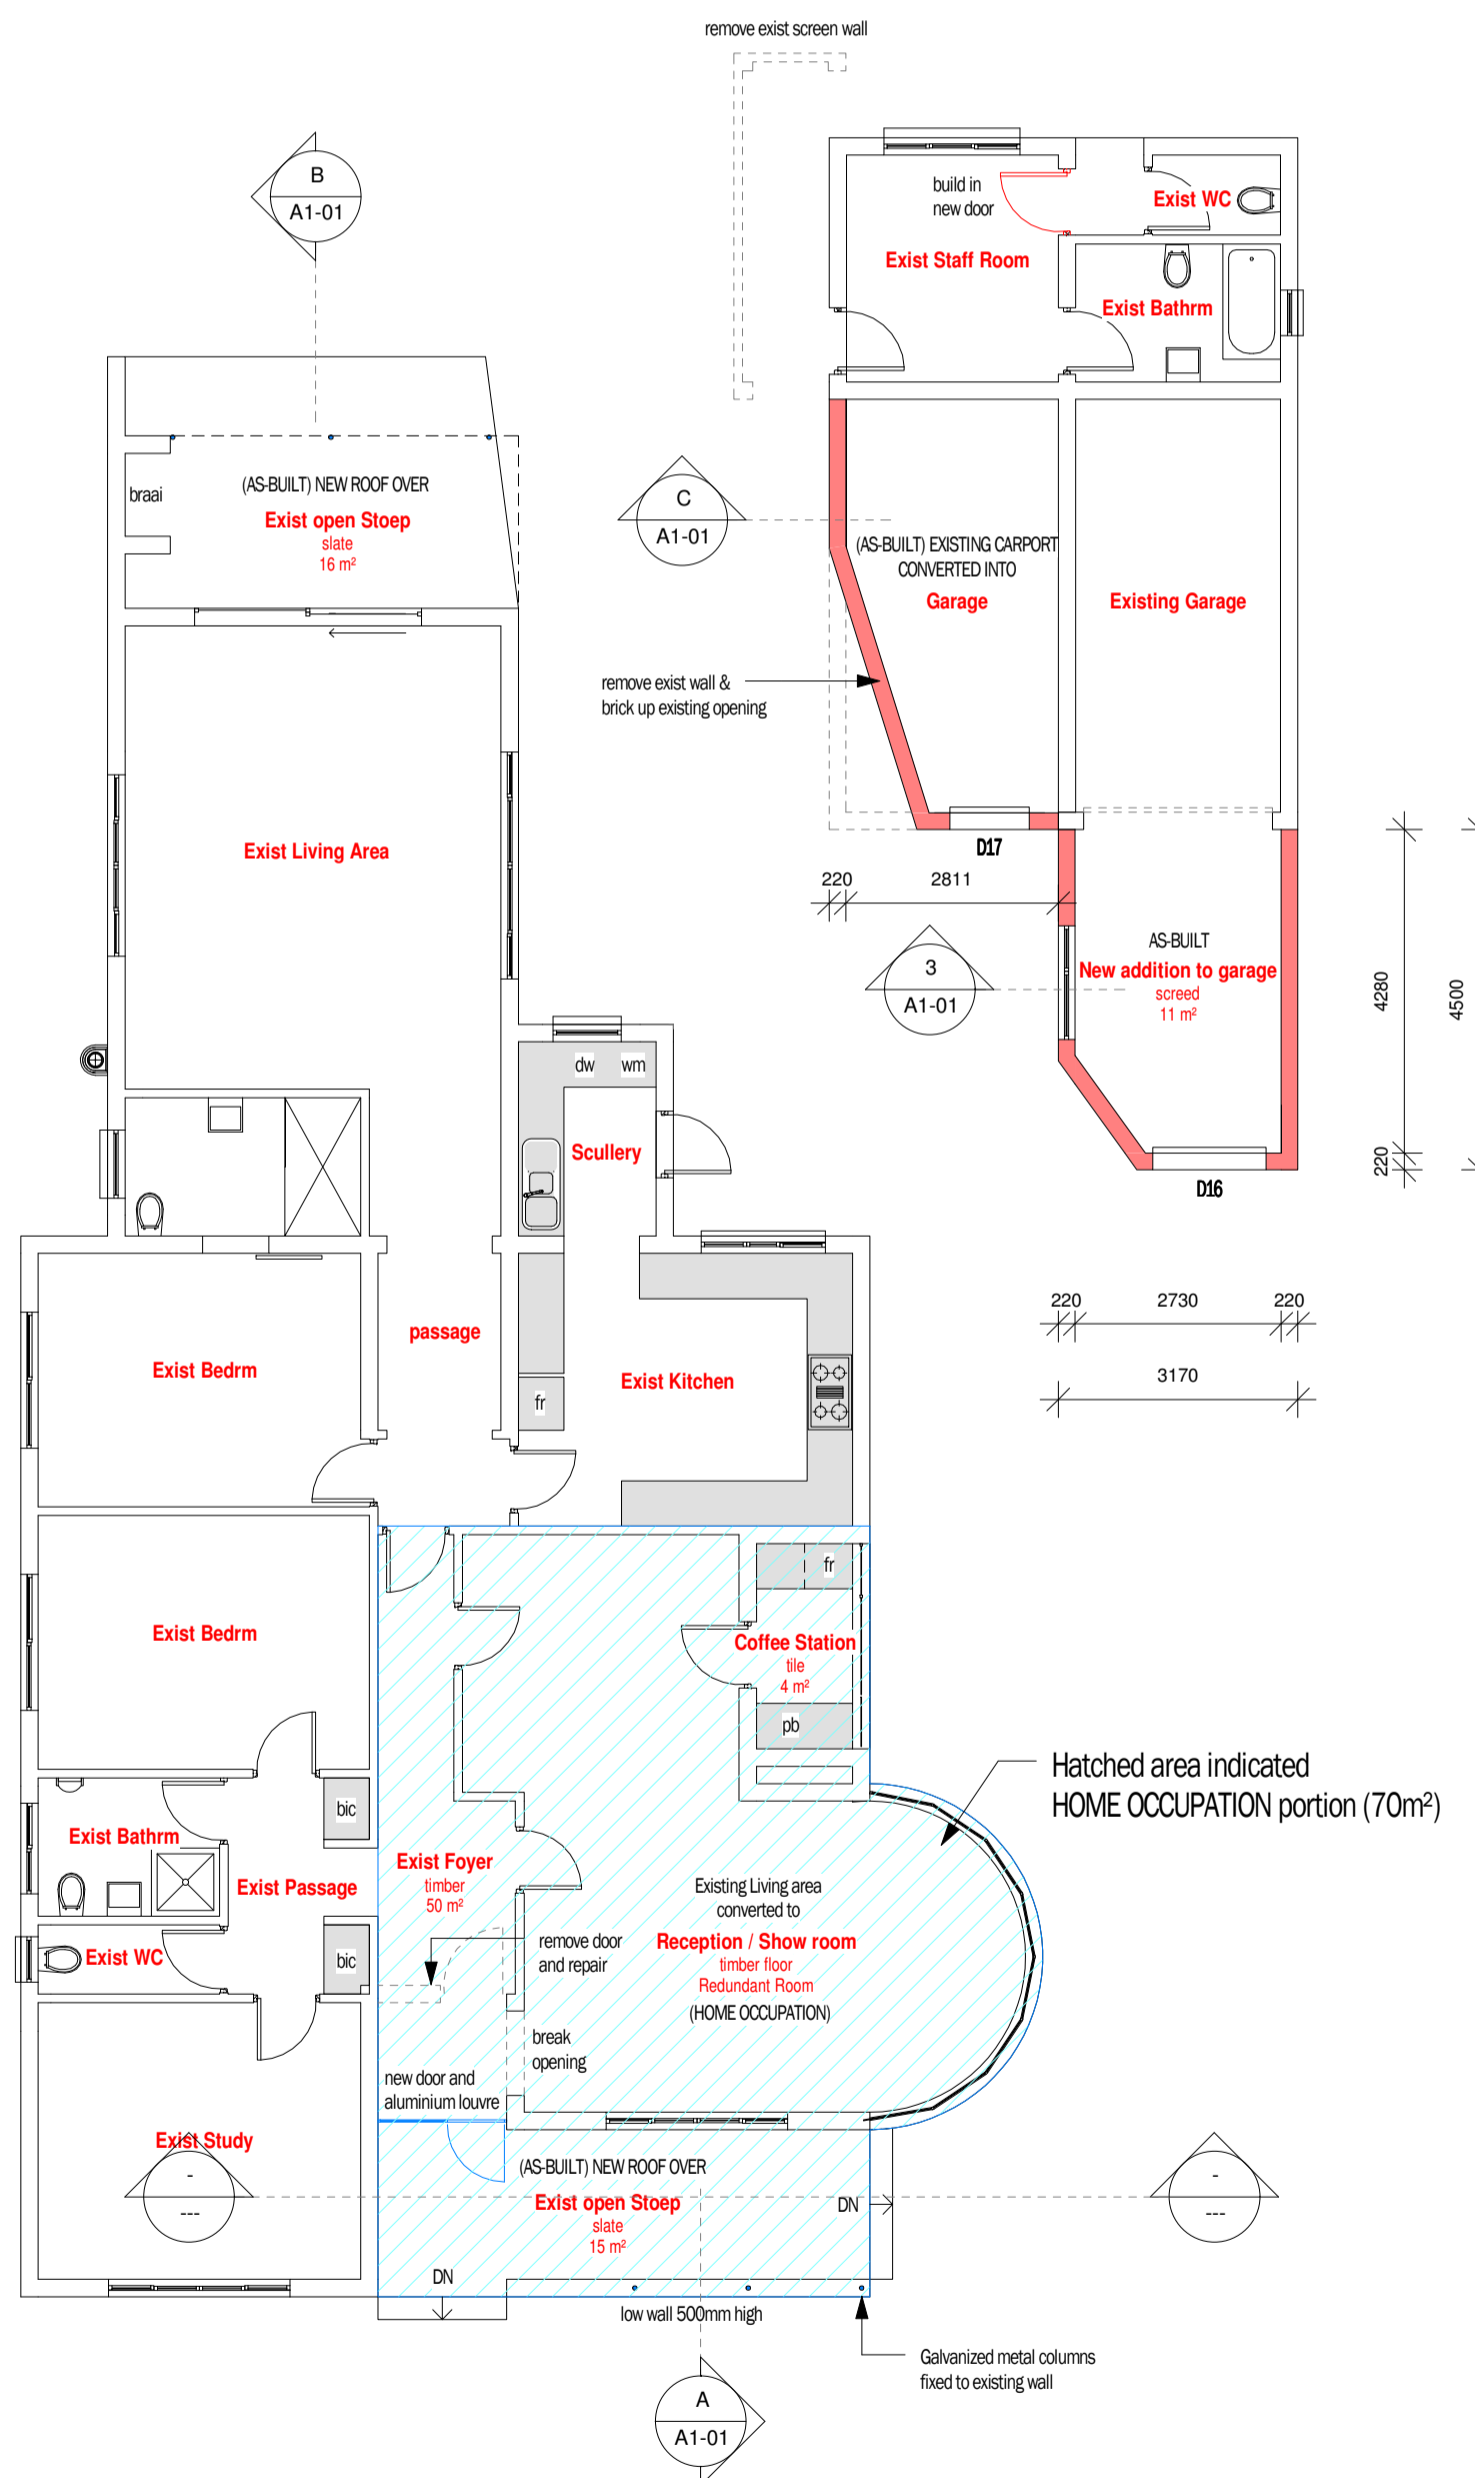 remove exist screen wall
B
A1-01
build in
new door
Exist WC
Exist Staff Room
Exist Bathrm
braai
(AS-BUILT) NEW ROOF OVER
Exist open Stoep
slate
16 m²
C
A1-01
(AS-BUILT) EXISTING CARPORT
CONVERTED INTO
Garage
Existing Garage
remove exist wall &
brick up existing opening
D17
220
2811
Exist Living Area
3
A1-01
AS-BUILT
New addition to garage
screed
11 m²
4280
4500
220
D16
dw
wm
Scullery
220
2730
220
3170
passage
Exist Bedrm
Exist Kitchen
fr
Exist Bedrm
fr
Coffee Station
tile
4 m²
pb
Hatched area indicated
HOME OCCUPATION portion (70m²)
bic
Exist Bathrm
Exist Passage
Exist Foyer
timber
50 m²
Existing Living area
converted to
Reception / Show room
timber floor
Redundant Room
(HOME OCCUPATION)
remove door
and repair
Exist WC
bic
break
opening
new door and
aluminium louvre
Exist Study
-
---
(AS-BUILT) NEW ROOF OVER
Exist open Stoep
slate
15 m²
DN
-
---
DN
low wall 500mm high
Galvanized metal columns
fixed to existing wall
A
A1-01